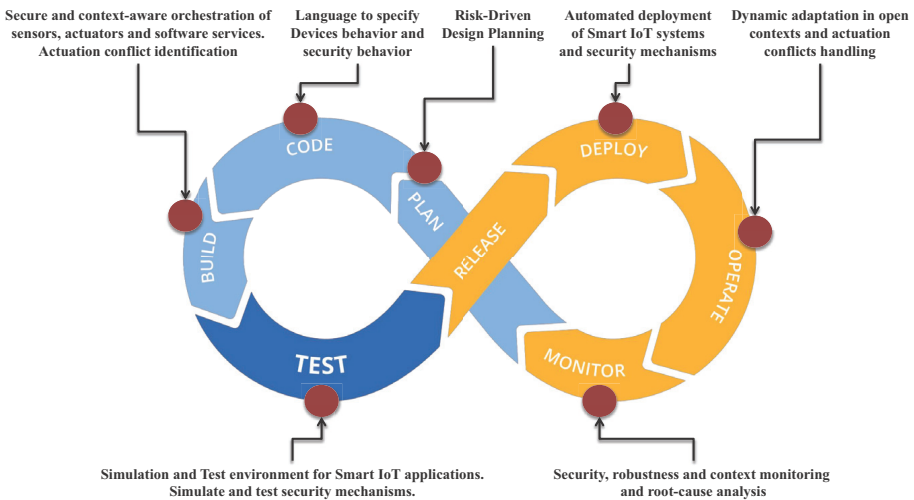 Secure and context-aware orchestration of
sensors, actuators and software services.
Actuation conflict identification
Language to specify
Devices behavior and
security behavior
Risk-Driven
Design Planning
Automated deployment
of Smart IoT systems
and security mechanisms
Dynamic adaptation in open
contexts and actuation
conflicts handling
CODE
PLAN
BUILD
TEST
RELEASE
DEPLOY
OPERATE
MONITOR
Simulation and Test environment for Smart IoT applications.
Simulate and test security mechanisms.
Security, robustness and context monitoring
and root-cause analysis